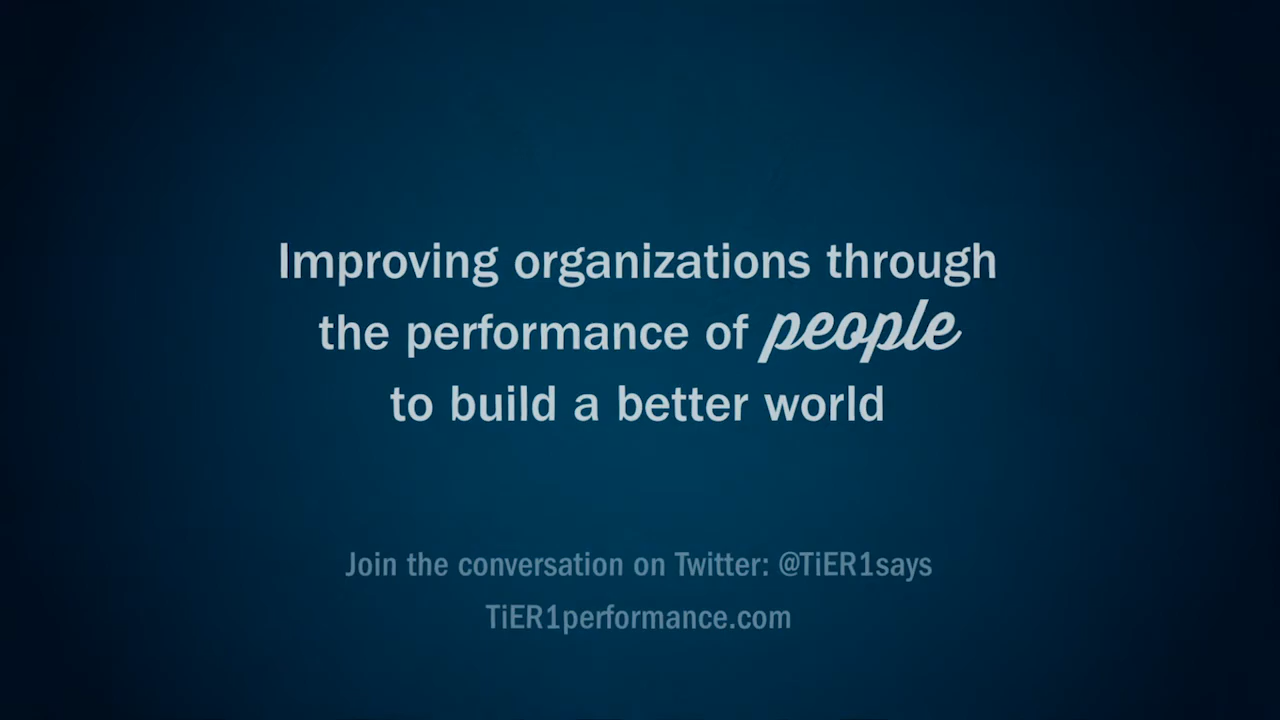 Improving organizations through
the performance of people
to build a better world
Join the conversation on Twitter: @TiER1says
TiER1performance.com